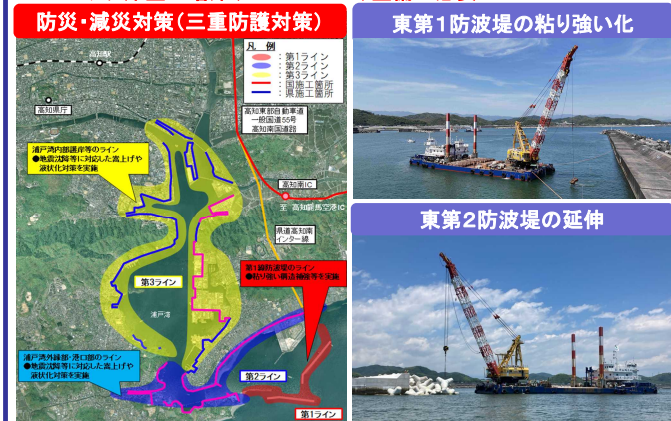 防災・減災対策（三重防護対策）
東第１防波堤の粘り強い化
凡 例
：第1ライン
：第2ライン
：第3ライン
：国施工箇所
：県施工箇所
高知駅
高知県庁
高知東部自動車道
一般国道55号
高知南国道路
浦戸湾内部護岸等のライン
●地震沈降等に対応した嵩上げや
液状化対策を実施
高知南IC
至 高知龍馬空港IC
県道高知南
インター線
東第２防波堤の延伸
第1線防波堤のライン
●粘り強い構造補強等を実施
第3ライン
浦戸湾
浦戸湾外縁部・港口部のライン
●地震沈降等に対応した嵩上げや
液状化対策を実施
第2ライン
第1ライン